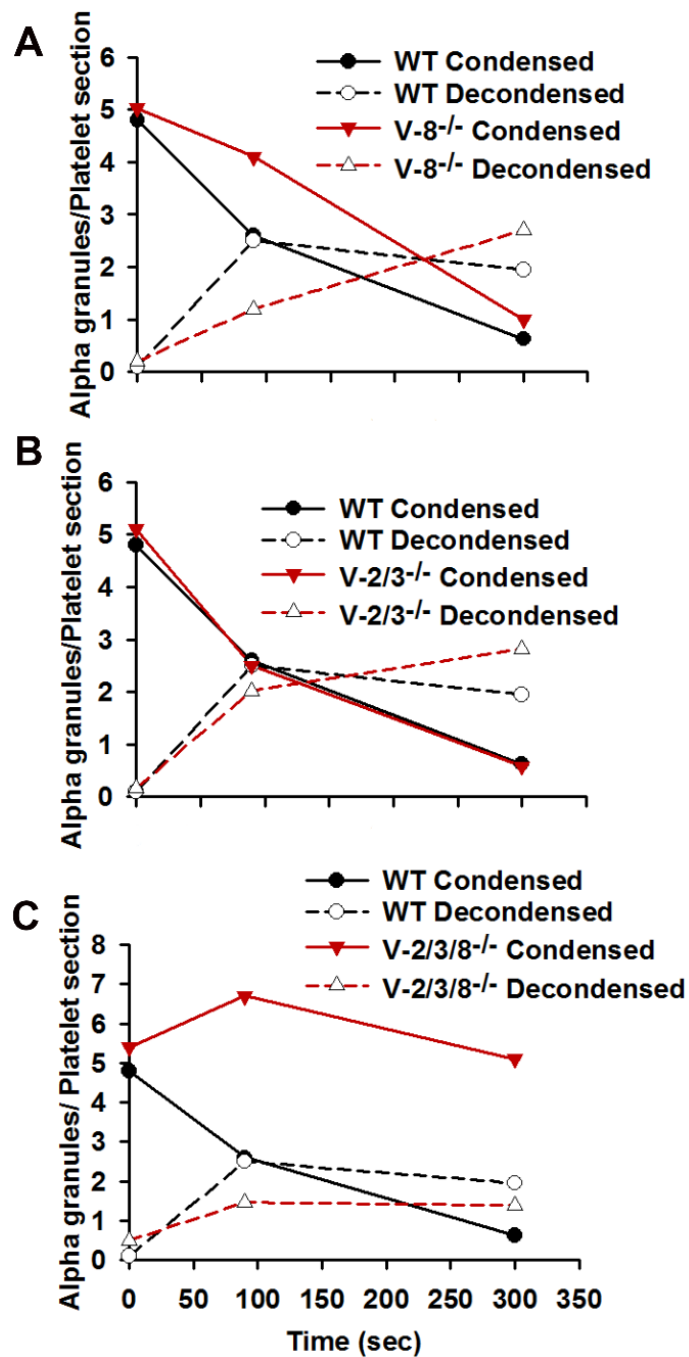 A
Alpha granules/Platelet section
6
5
4
3
2
1
0
WT Condensed
WT Decondensed
V-8-/- Condensed
V-8-/- Decondensed
B
Alpha granules/Platelet section
6
5
4
3
2
1
0
WT Condensed
WT Decondensed
V-2/3-/- Condensed
V-2/3-/- Decondensed
C
Alpha granules/ Platelet section
8
7
6
5
4
3
2
1
0
WT Condensed
WT Decondensed
V-2/3/8-/- Condensed
V-2/3/8-/- Decondensed
0 50 100 150 200 250 300 350
Time (sec)